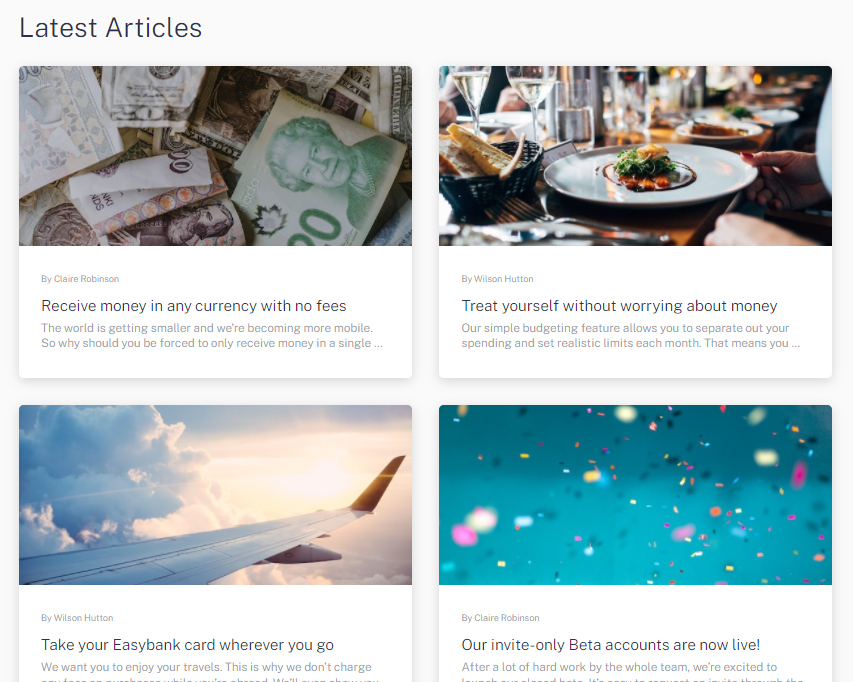 Latest Articles
20
By Claire Robinson
Receive money in any currency with no fees
The world is getting smaller and we're becoming more mobile.
So why should you be forced to only receive money in a single ...
By Wilson Hutton
Treat yourself without worrying about money
Our simple budgeting feature allows you to separate out your
spending and set realistic limits each month. That means you ...
By Wilson Hutton
Take your Easybank card wherever you go
We want you to enjoy your travels. This is why we don't charge
By Claire Robinson
Our invite-only Beta accounts are now live!
After a lot of hard work by the whole team, we're excited to